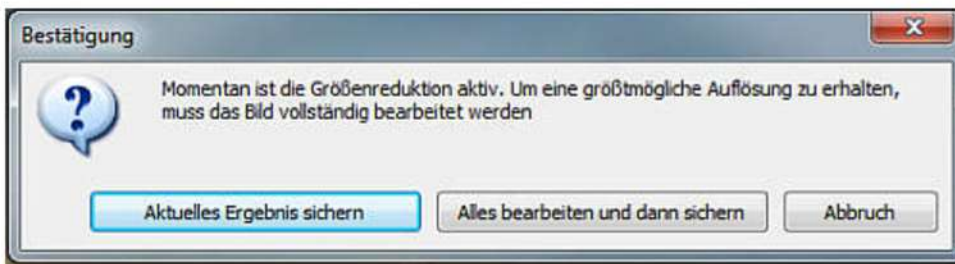 Bestätigung
Momentan ist die Größenreduktion aktiv. Um eine größtmögliche Auflösung zu erhalten,
muss das Bild vollständig bearbeitet werden
Aktuelles Ergebnis sichern
Alles bearbeiten und dann sichern
Abbruch